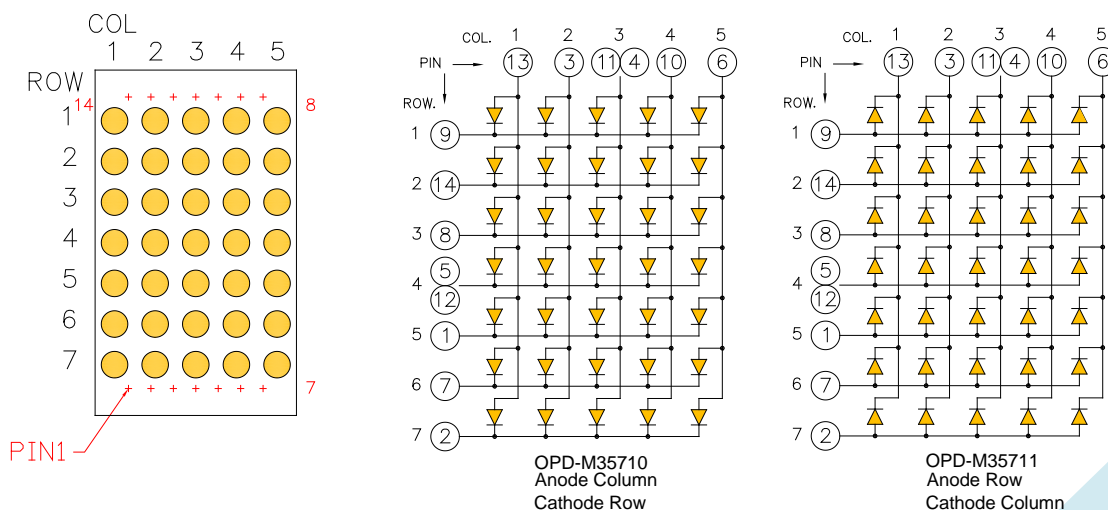 COL
1 2 3 4 5
ROW
14
8
1
2
3
4
5
6
7
7
PIN1
COL. 1 2 3 4 5
PIN 13 3 11 4 10 6
ROW.
1 9
2 14
3 8
4 5
12
5 1
6 7
7 2
OPD-M35710
Anode Column
Cathode Row
COL. 1 2 3 4 5
PIN 13 3 11 4 10 6
ROW.
1 9
2 14
3 8
4 5
12
5 1
6 7
7 2
OPD-M35711
Anode Row
Cathode Column